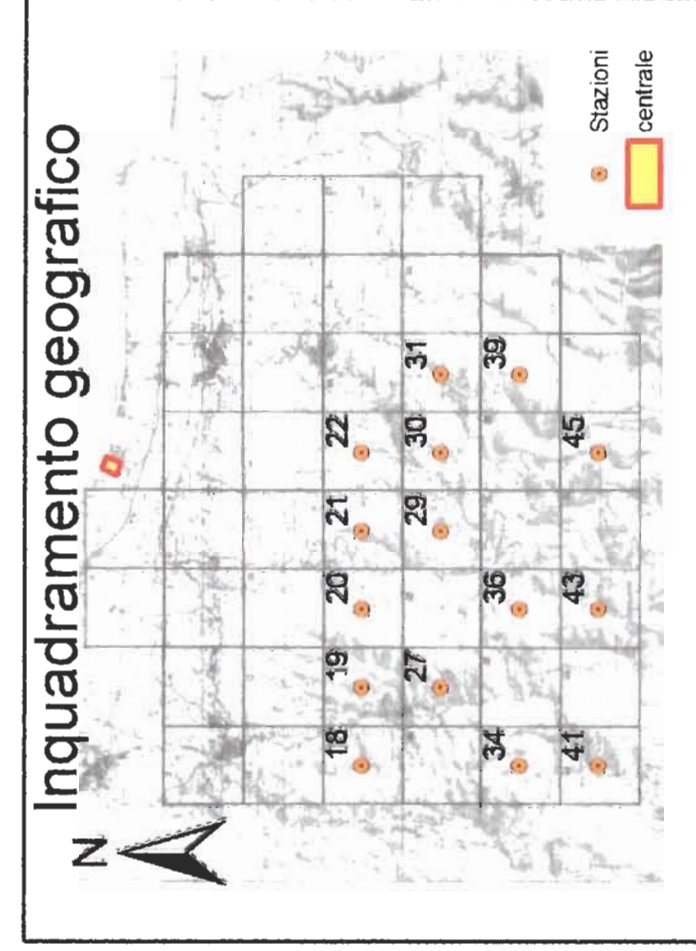 Inquadramento geografico
N
18 19 20 21 22
27 29 30 31
34 36 39
41 43 45
Stazioni
centrale